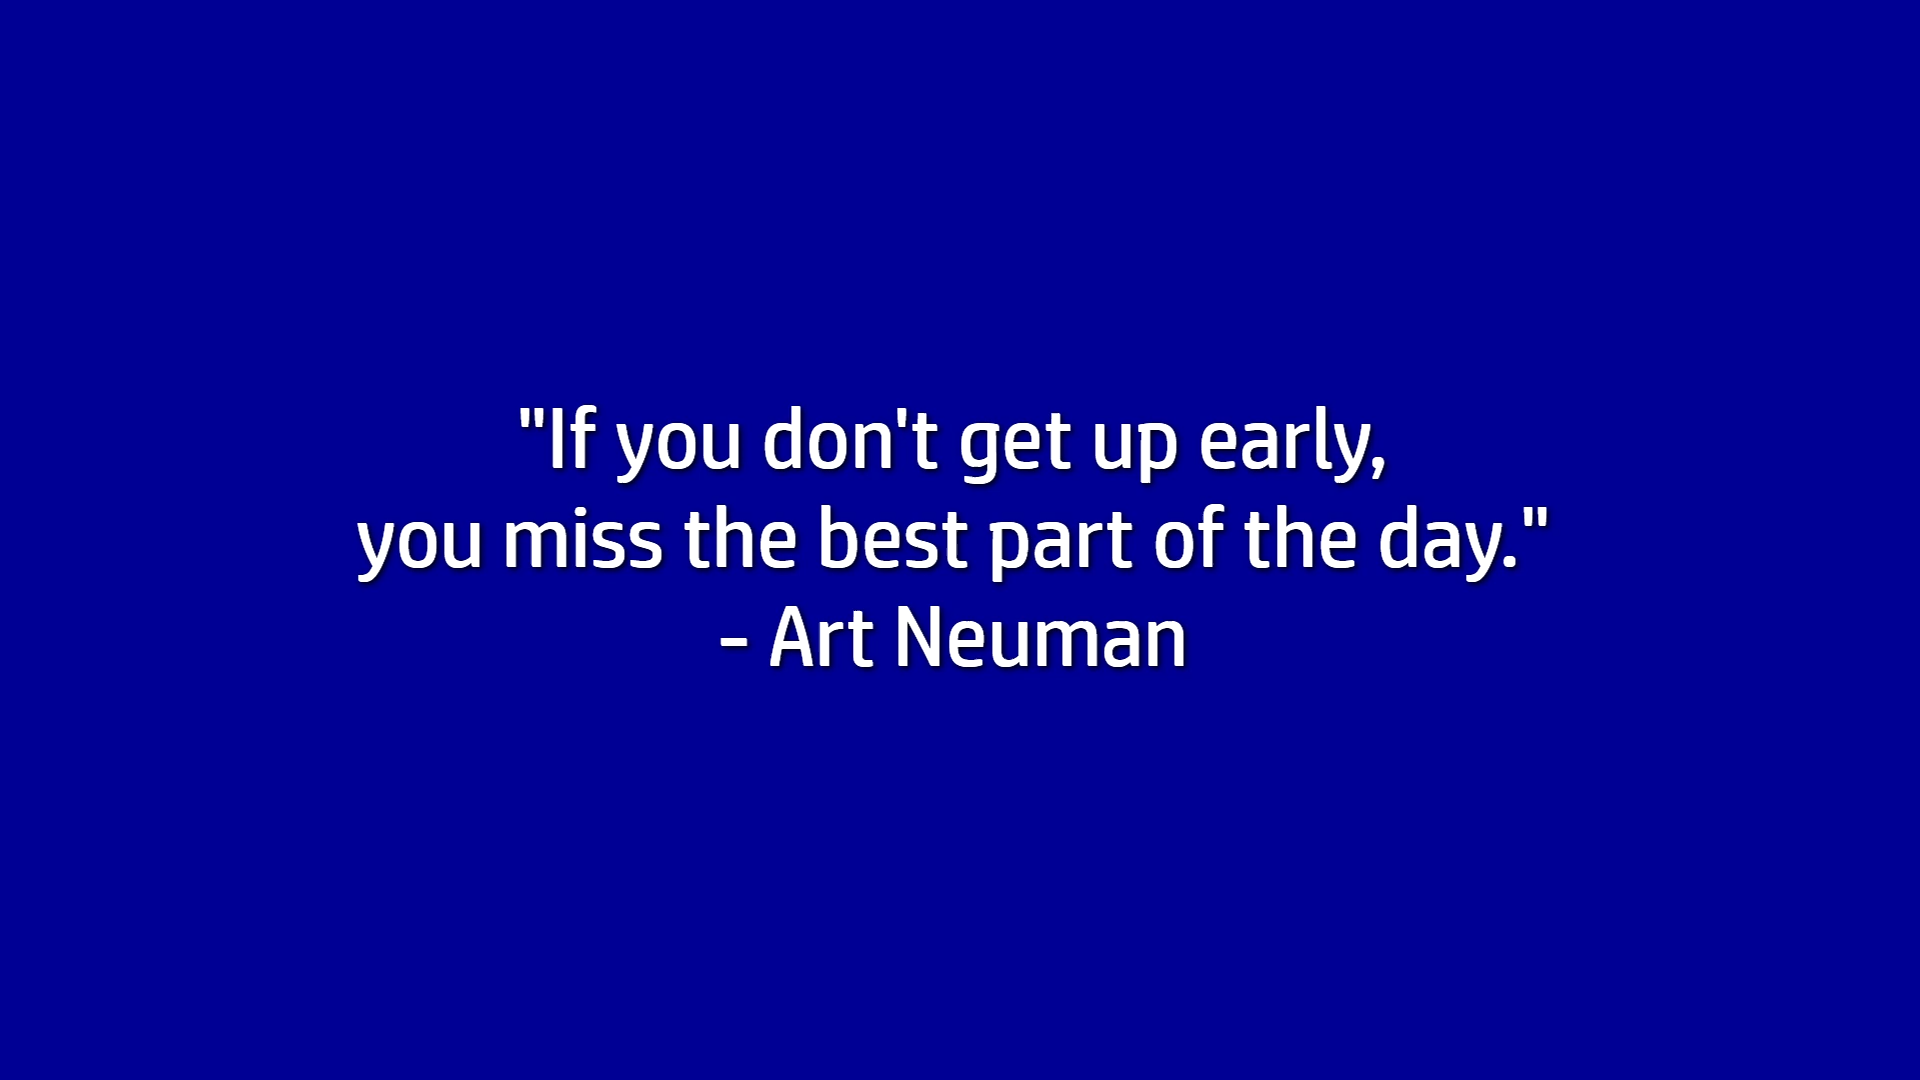 "If you don't get up early,
you miss the best part of the day."
- Art Neuman